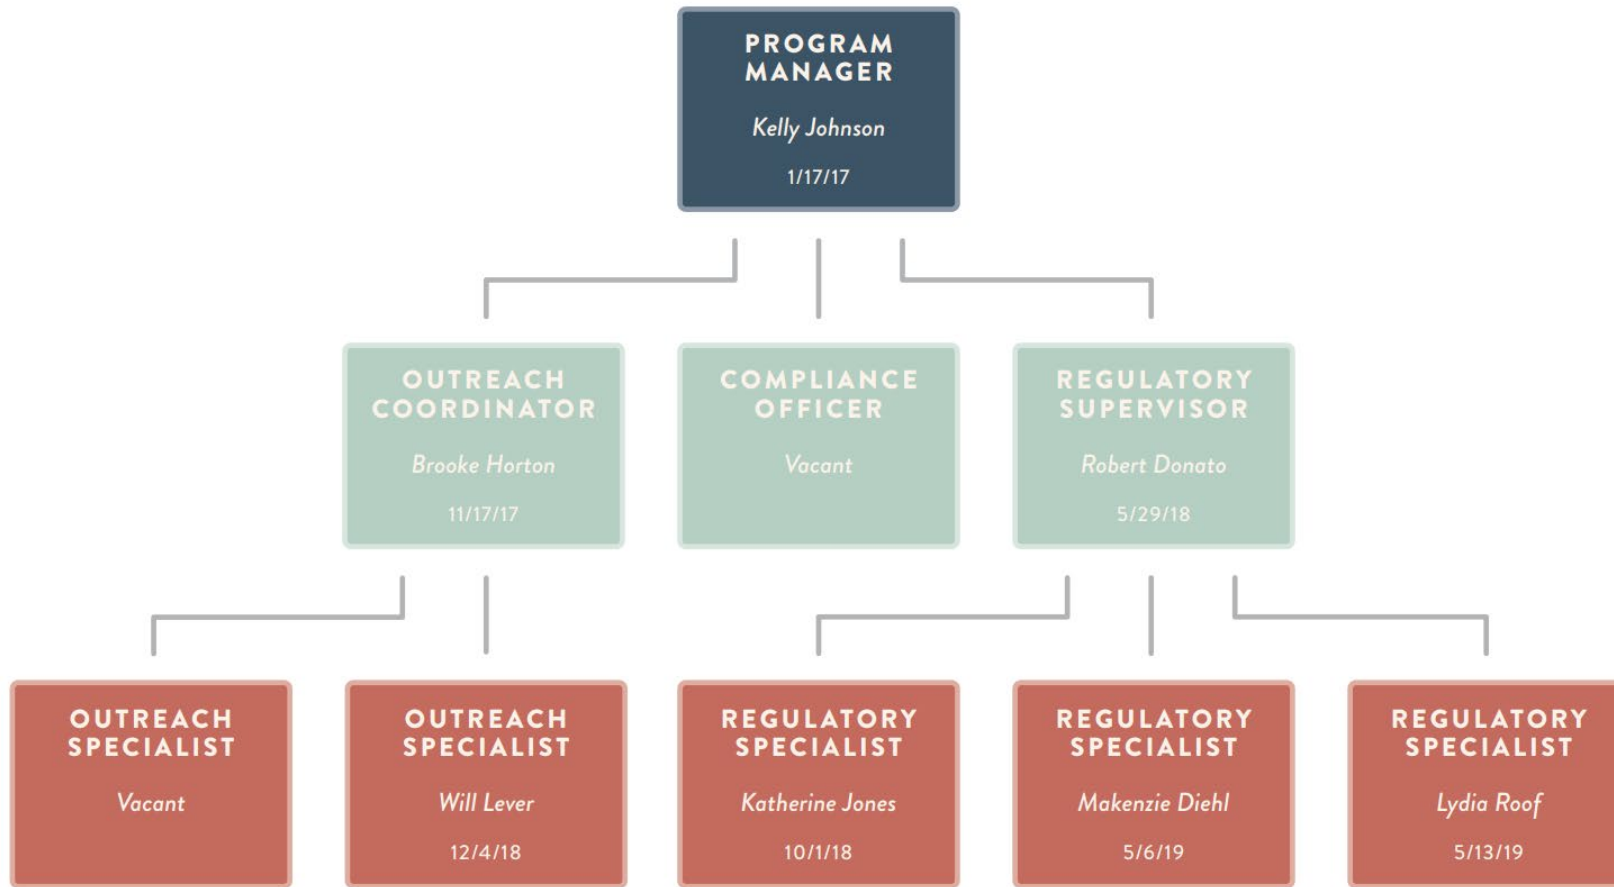 PROGRAM
MANAGER
Kelly Johnson
1/17/17
OUTREACH
COORDINATOR
Brooke Horton
11/17/17
COMPLIANCE
OFFICER
Vacant
REGULATORY
SUPERVISOR
Robert Donato
5/29/18
OUTREACH
SPECIALIST
Vacant
OUTREACH
SPECIALIST
Will Lever
12/4/18
REGULATORY
SPECIALIST
Katherine Jones
10/1/18
REGULATORY
SPECIALIST
Makenzie Diehl
5/6/19
REGULATORY
SPECIALIST
Lydia Roof
5/13/19